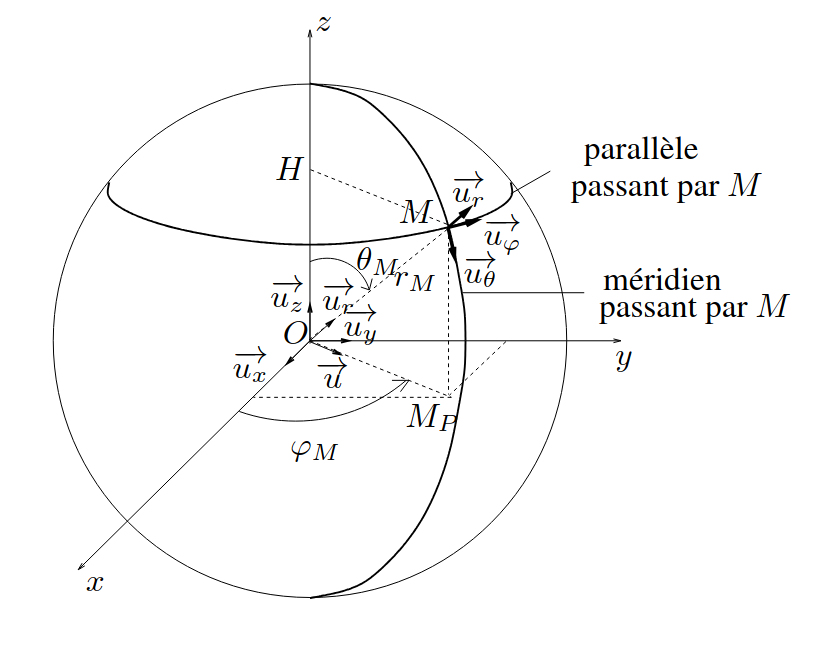 z
H
parallèle
passant par M
M
$\overrightarrow{u_r}$
$\overrightarrow{u_\varphi}$
$\theta_M$
$r_M$
$\overrightarrow{u_\theta}$
méridien
passant par M
$\overrightarrow{u_z}$
$\overrightarrow{u_r}$
$\overrightarrow{u_y}$
O
y
$\overrightarrow{u_x}$
$\overrightarrow{u}$
$M_P$
$\varphi_M$
x